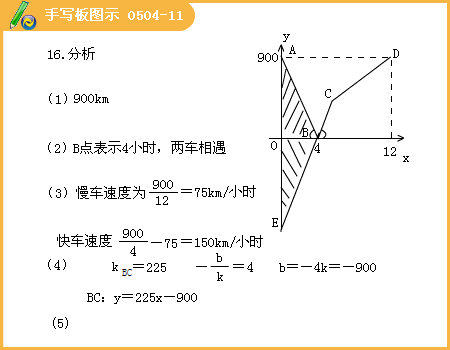 手写板图示 0504-11
16.分析
(1) 900km
(2) B点表示4小时，两车相遇
(3) 慢车速度为 900/12 ＝75km/小时
快车速度 900/4 －75＝150km/小时
(4) k BC＝225 －b/k＝4 b＝－4k＝－900
BC：y＝225x－900
(5)
y
A
900
D
C
B
O
4
12
x
E